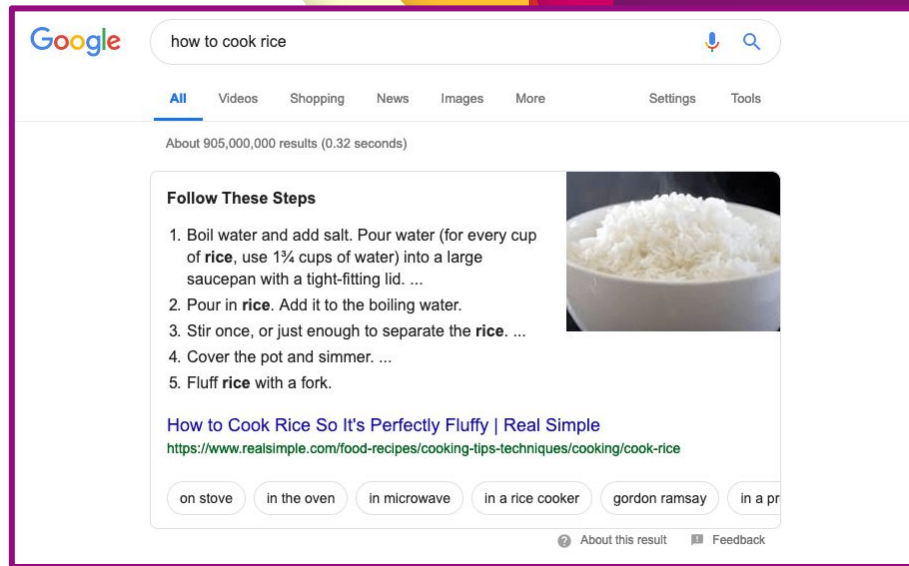 Google
how to cook rice
All Videos Shopping News Images More Settings Tools
About 905,000,000 results (0.32 seconds)
Follow These Steps
1. Boil water and add salt. Pour water (for every cup
of rice, use 1¾ cups of water) into a large
saucepan with a tight-fitting lid. ...
2. Pour in rice. Add it to the boiling water.
3. Stir once, or just enough to separate the rice. ...
4. Cover the pot and simmer. ...
5. Fluff rice with a fork.
How to Cook Rice So It's Perfectly Fluffy | Real Simple
https://www.realsimple.com/food-recipes/cooking-tips-techniques/cooking/cook-rice
on stove in the oven in microwave in a rice cooker gordon ramsay in a pr
About this result Feedback